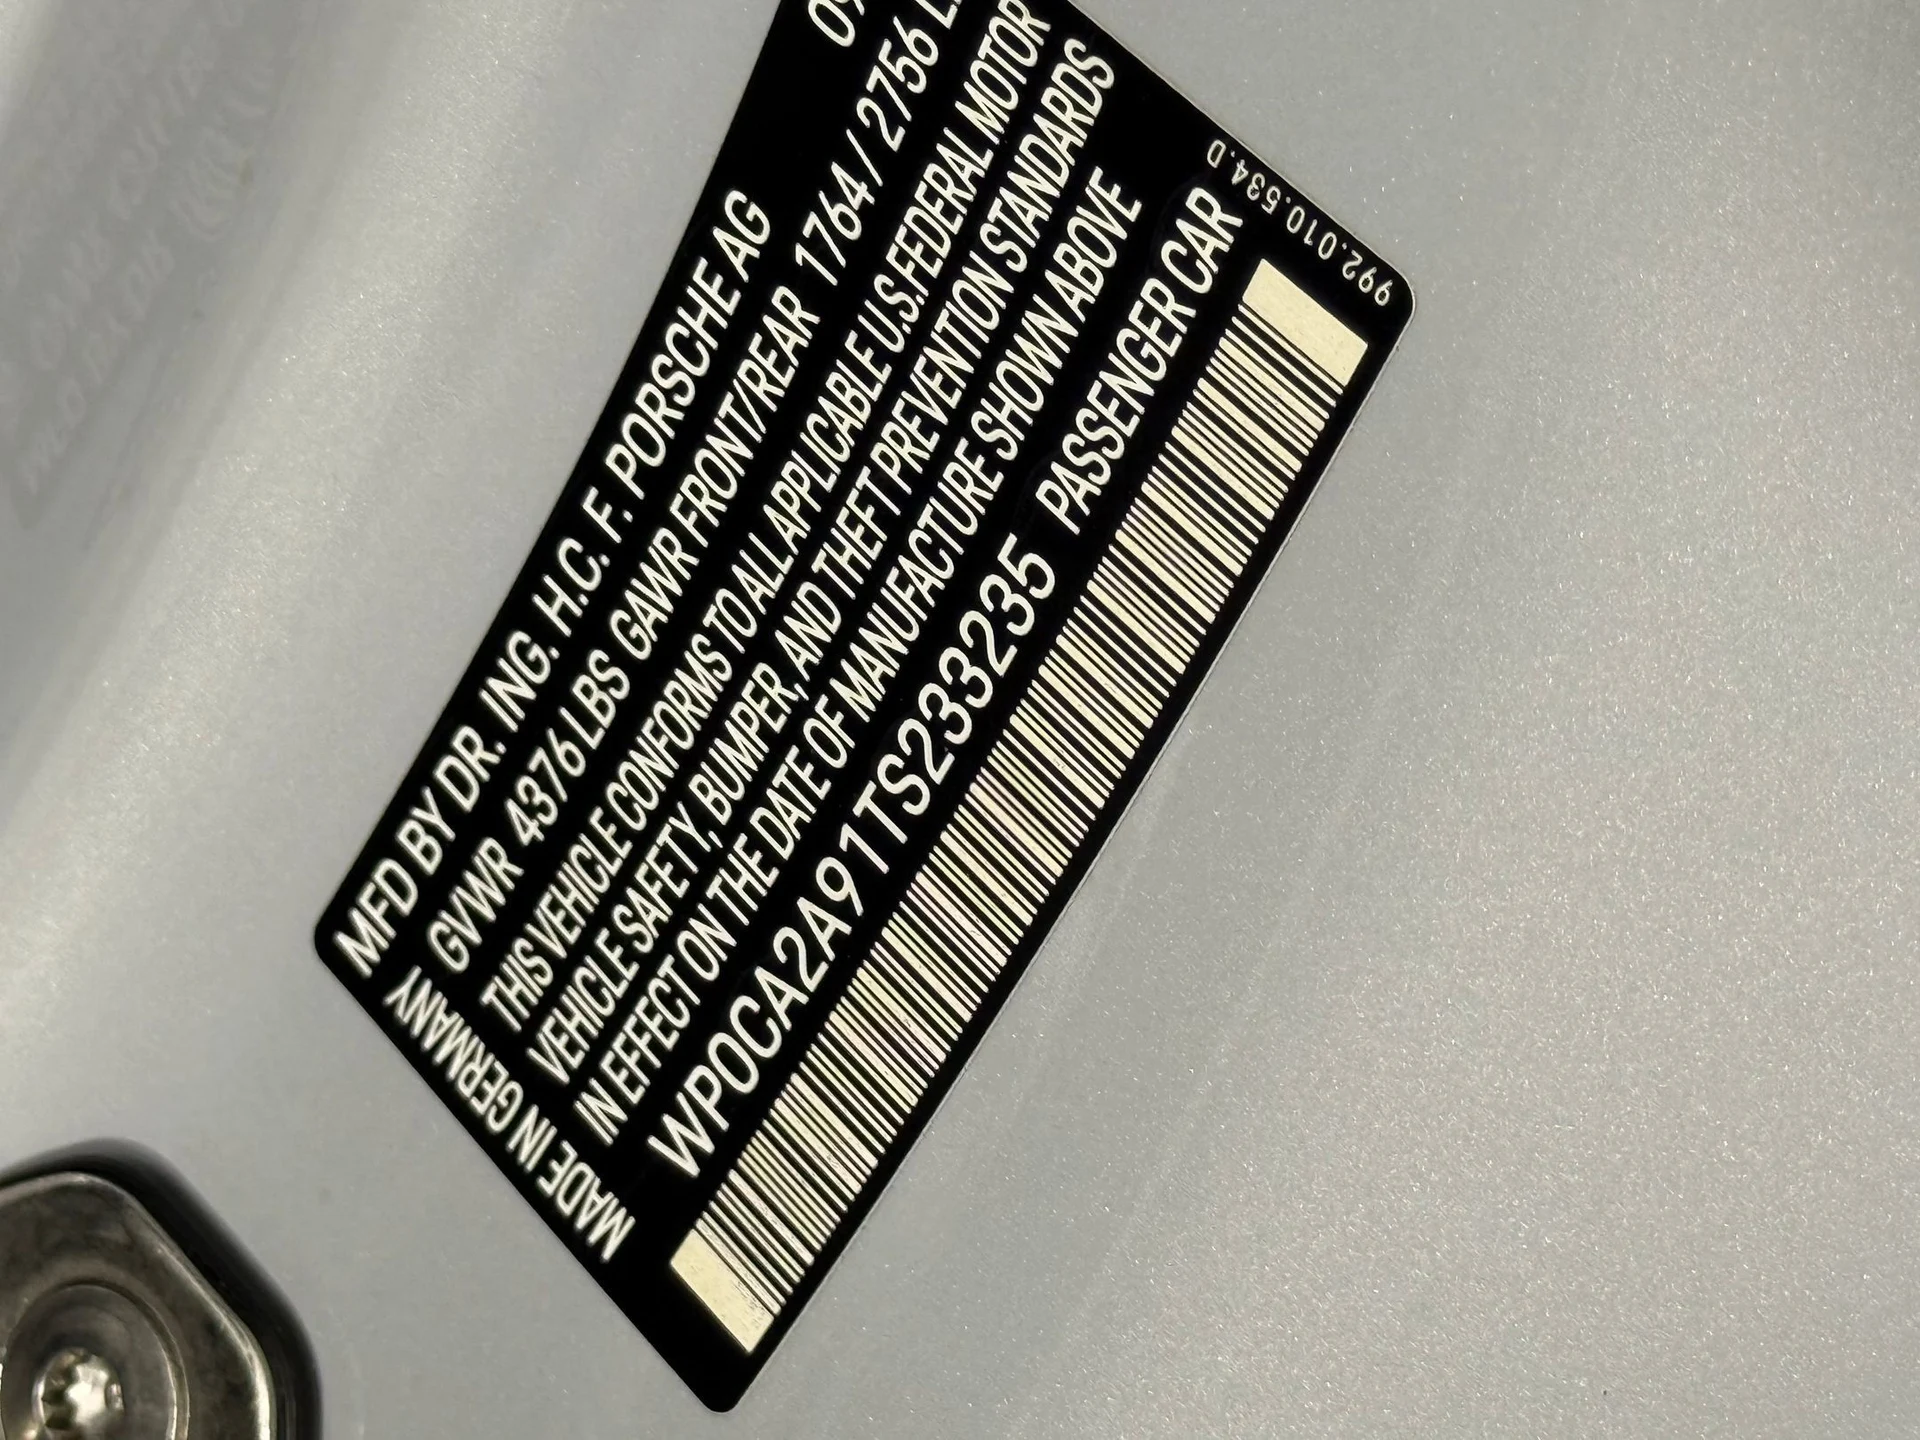 MFD BY DR. ING. H.C. F. PORSCHE AG 09
GVWR 4376 LBS GAWR FRONT/REAR 1764 / 2756
THIS VEHICLE CONFORMS TO ALL APPLICABLE U.S. FEDERAL MOTOR
VEHICLE SAFETY, BUMPER, AND THEFT PREVENTION STANDARDS
IN EFFECT ON THE DATE OF MANUFACTURE SHOWN ABOVE
WP0CA2A91TS233235 PASSENGER CAR
MADE IN GERMANY
992.010.534.D